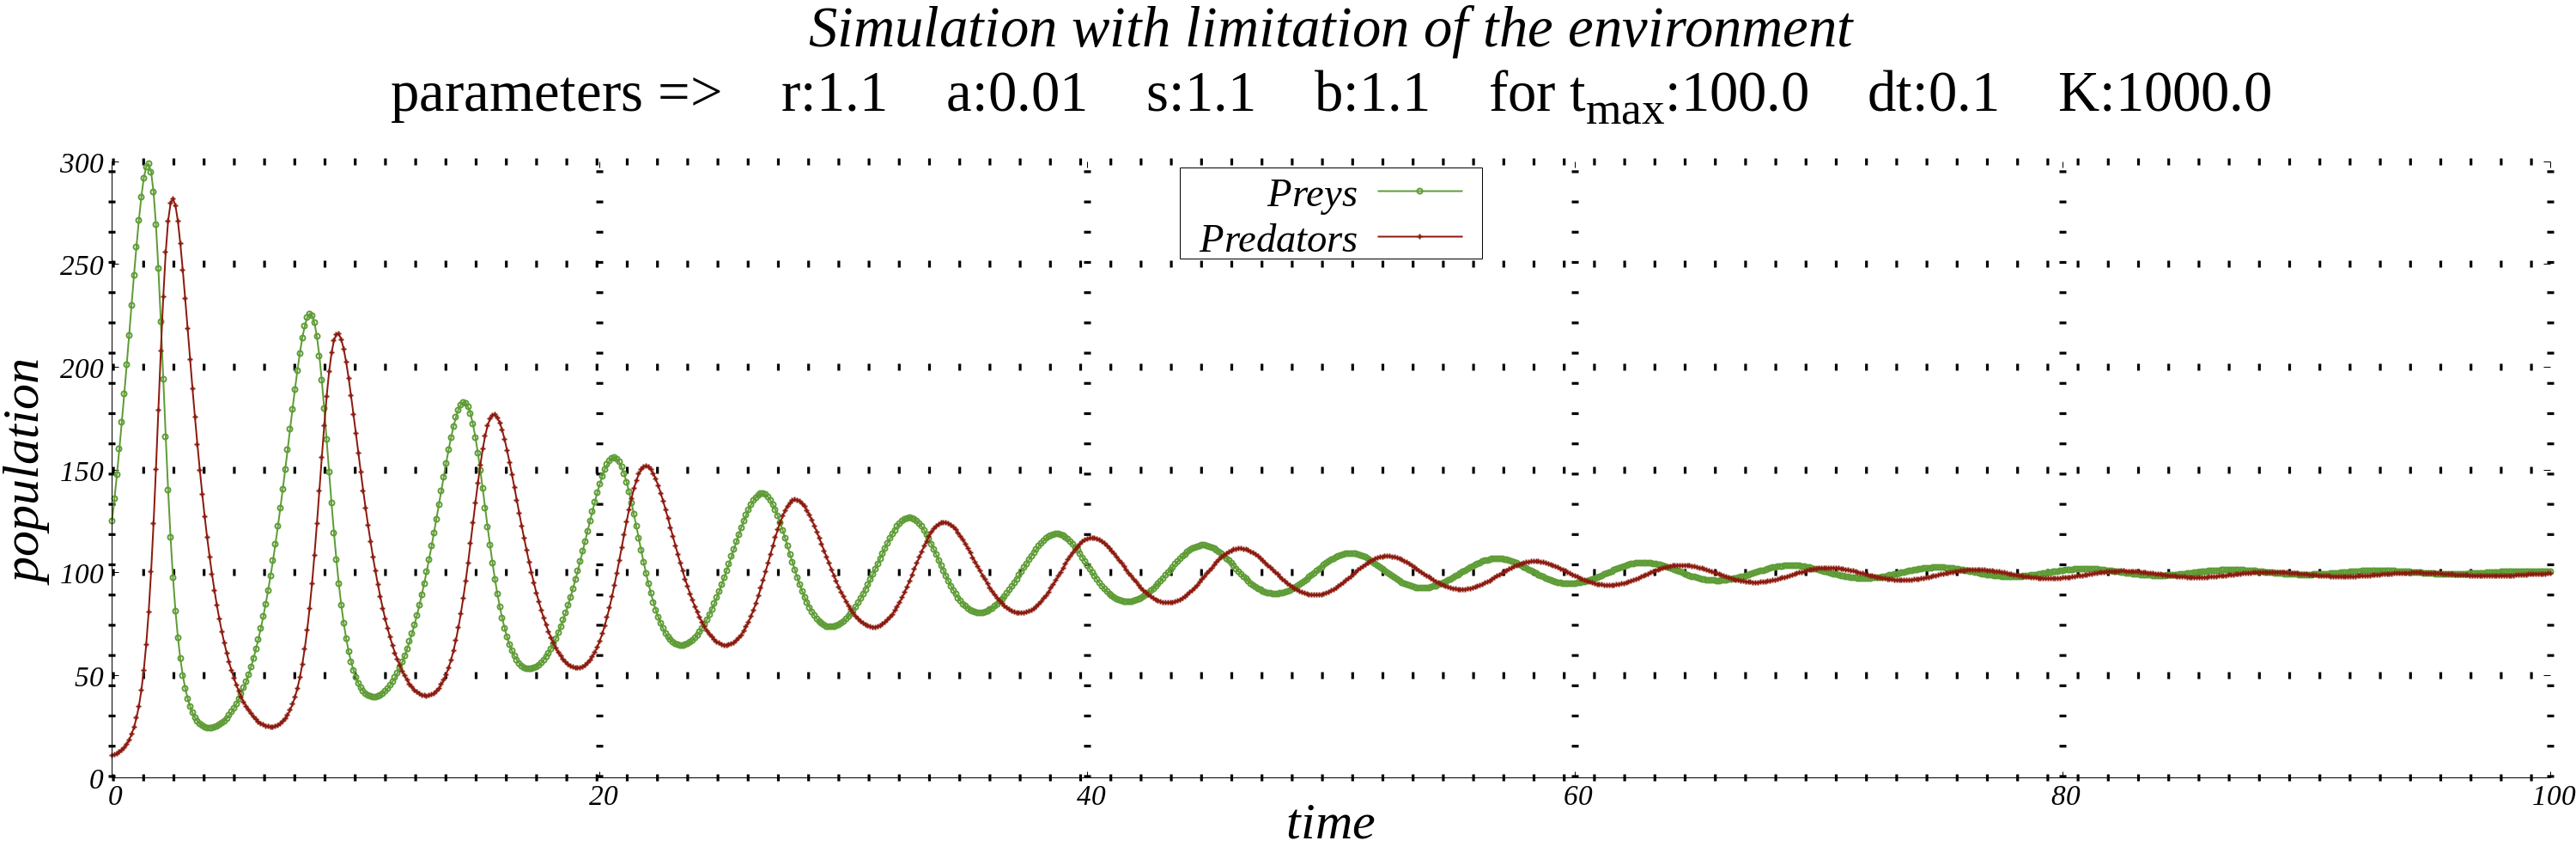 Simulation with limitation of the environment
parameters => r:1.1 a:0.01 s:1.1 b:1.1 for tmax:100.0 dt:0.1 K:1000.0
300
250
200
150
100
50
0
population
Preys
Predators
0 20 40 60 80 100
time